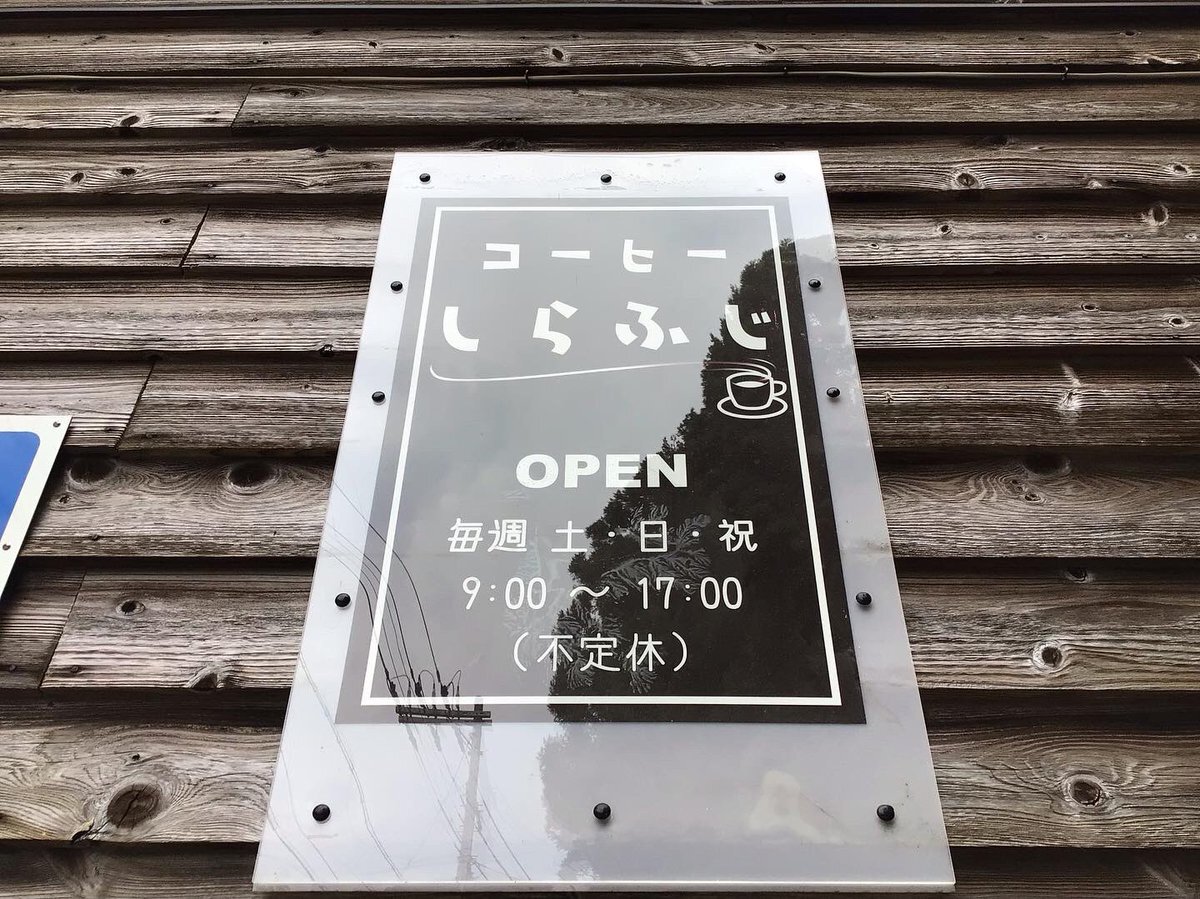 コーヒー
しらふじ
OPEN
毎週 土・日・祝
9:00 〜 17:00
(不定休)